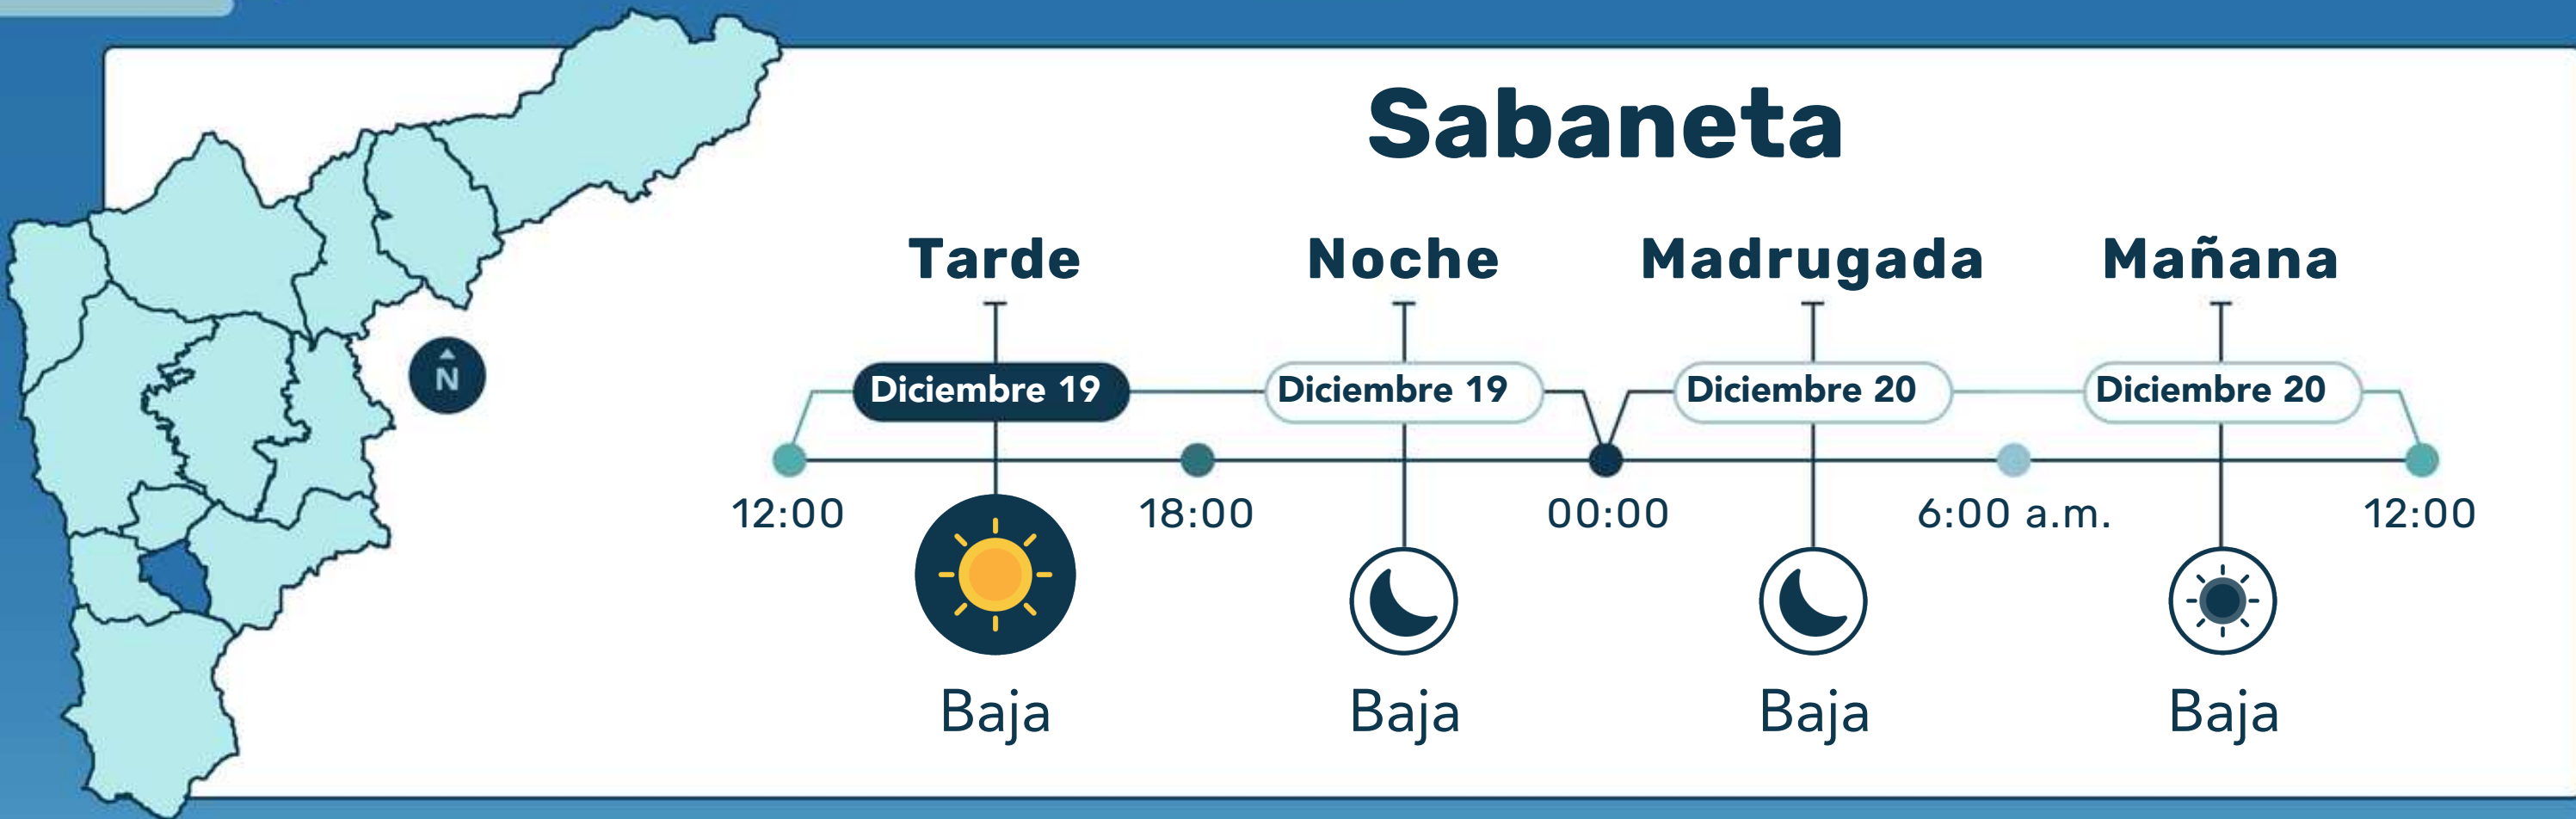 Sabaneta
Tarde Noche Madrugada Mañana
Diciembre 19 Diciembre 19 Diciembre 20 Diciembre 20
N
12:00 18:00 00:00 6:00 a.m. 12:00
Baja Baja Baja Baja